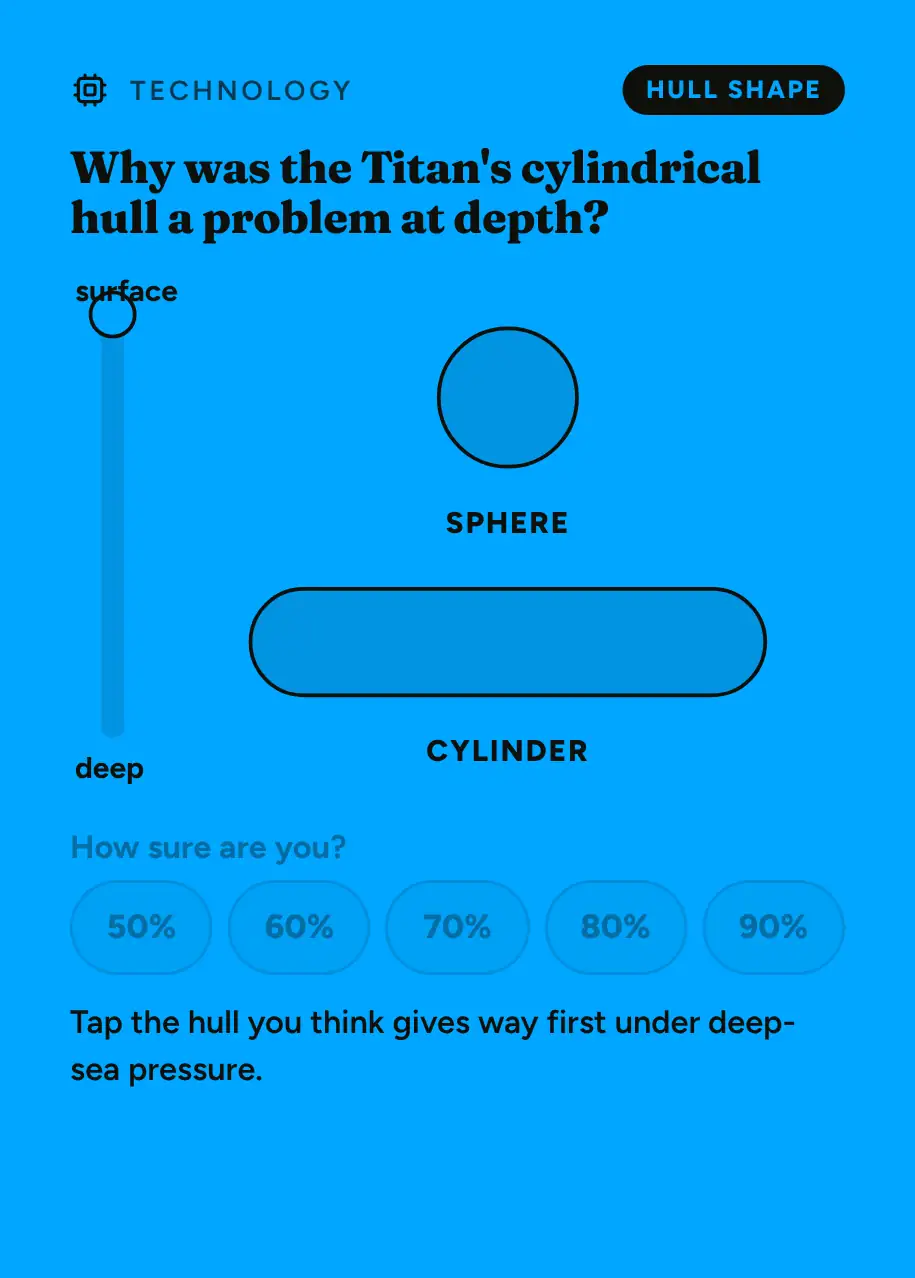 TECHNOLOGY
HULL SHAPE
Why was the Titan's cylindrical
hull a problem at depth?
surface
SPHERE
CYLINDER
deep
How sure are you?
50% 60% 70% 80% 90%
Tap the hull you think gives way first under deep-
sea pressure.